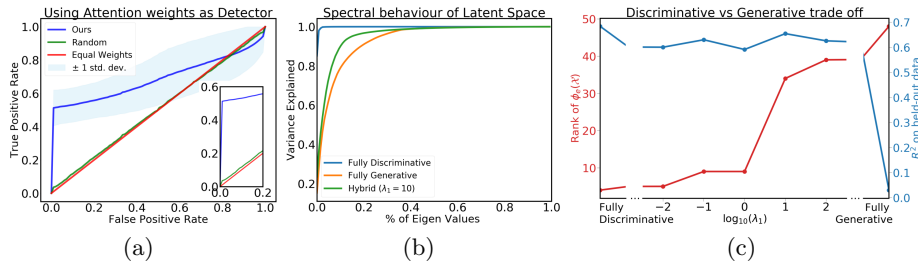 Using Attention weights as Detector
True Positive Rate
1.0
0.8
0.6
0.4
0.2
0.0
Ours
Random
Equal Weights
± 1 std. dev.
0.6
0.4
0.2
0.0
0.0 0.2
0.0 0.2 0.4 0.6 0.8 1.0
False Positive Rate
(a)
Spectral behaviour of Latent Space
Variance Explained
1.0
0.8
0.6
0.4
0.2
Fully Discriminative
Fully Generative
Hybrid (λ₁ = 10)
0.0 0.2 0.4 0.6 0.8 1.0
% of Eigen Values
(b)
Discriminative vs Generative trade off
Rank of ϕₑ(𝒳)
50
40
30
20
10
0.7
0.6
0.5
0.4
0.3
0.2
0.1
0.0
R² on held-out data
Fully Discriminative
−2 −1 0 1 2
Fully Generative
log₁₀(λ₁)
(c)